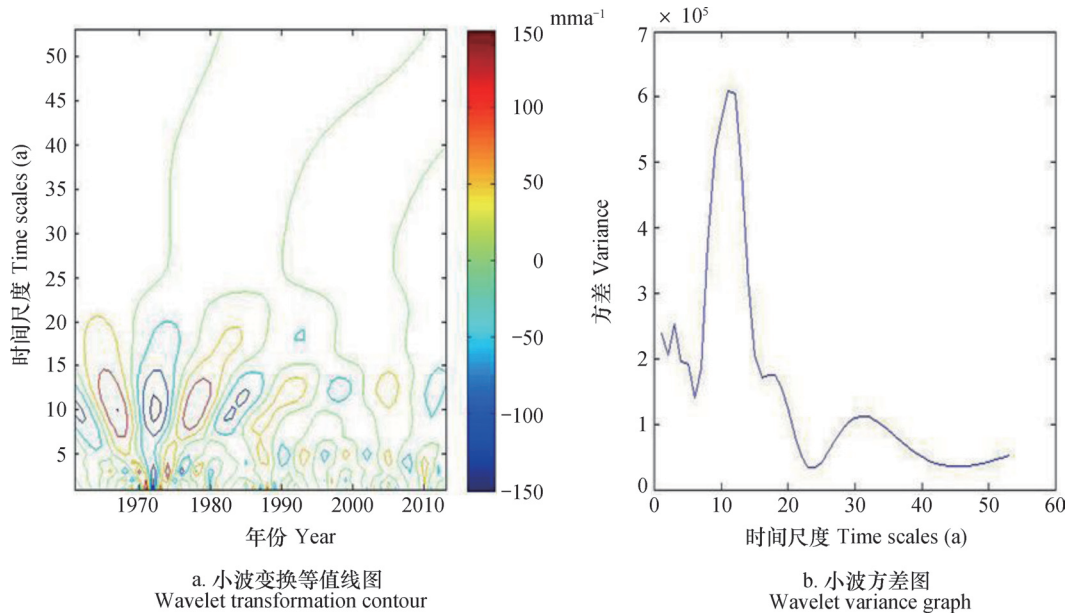 mma⁻¹
50
45
40
35
30
25
20
15
10
5
时间尺度 Time scales (a)
1970 1980 1990 2000 2010
年份 Year
150
100
50
0
−50
−100
−150
a. 小波变换等值线图
Wavelet transformation contour
× 10⁵
7
6
5
4
3
2
1
0
方差 Variance
0 10 20 30 40 50 60
时间尺度 Time scales (a)
b. 小波方差图
Wavelet variance graph